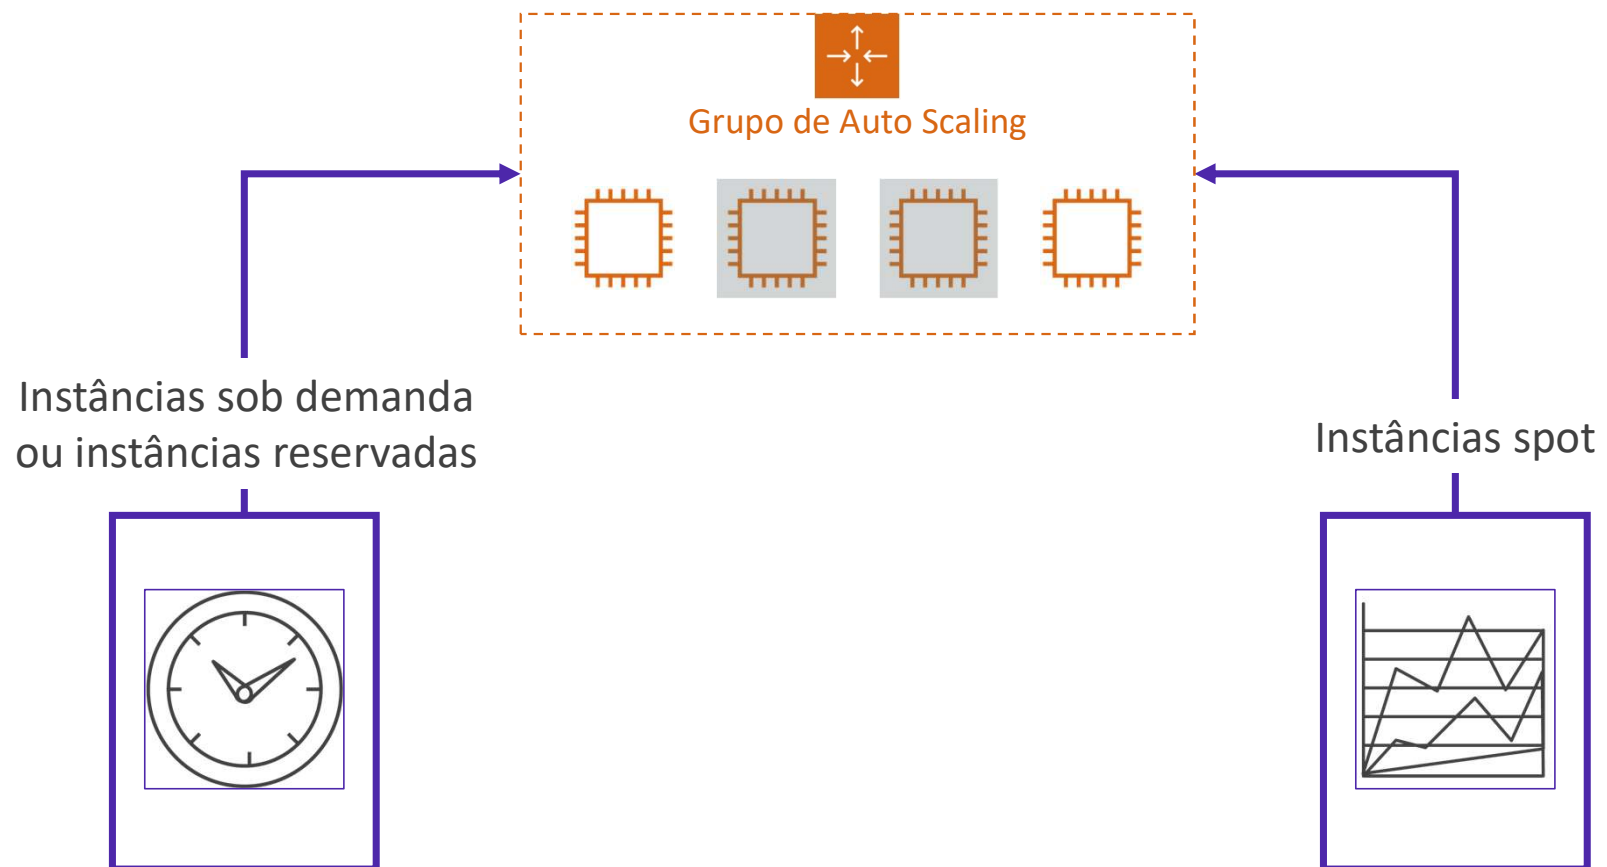 Grupo de Auto Scaling
Instâncias sob demanda
ou instâncias reservadas
Instâncias spot